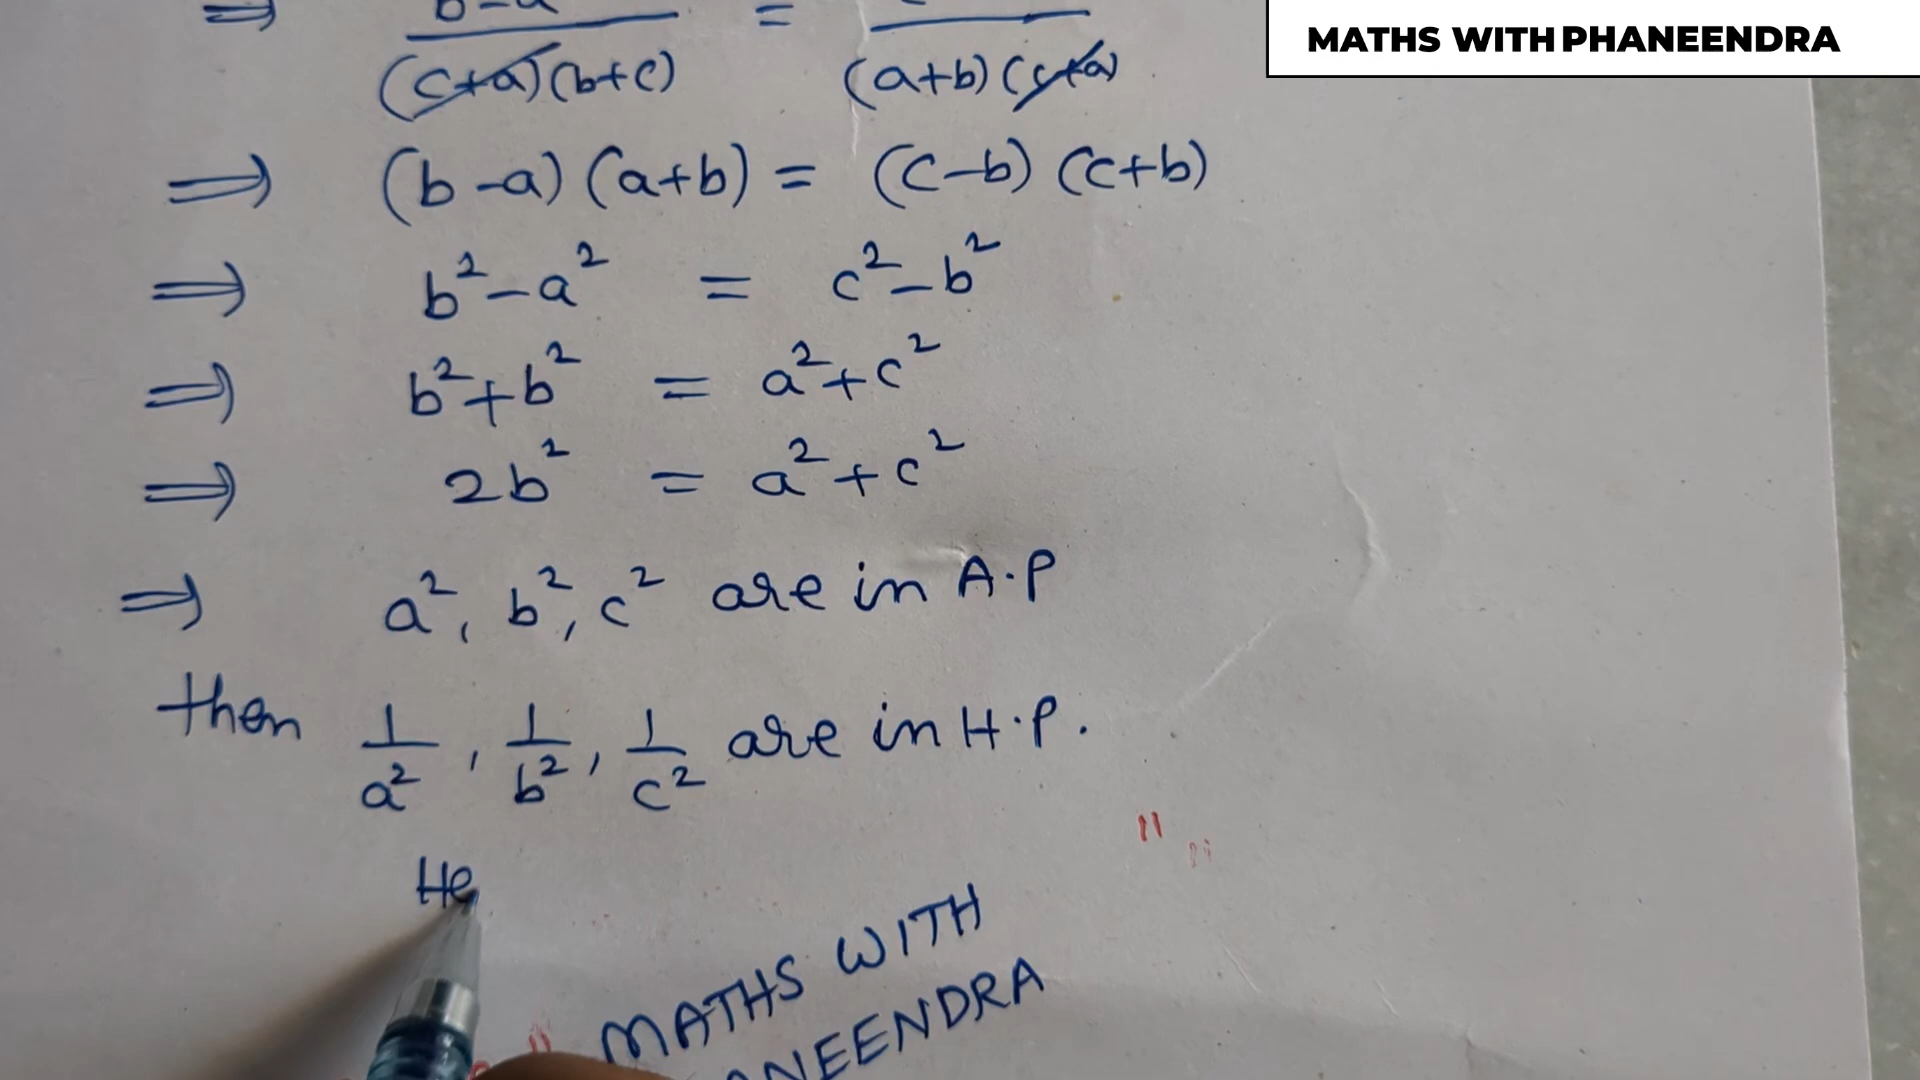 MATHS WITH PHANEENDRA
⇒ b-a =
(c+a)(b+c) (a+b)(c+a)
⇒ (b-a)(a+b) = (c-b)(c+b)
⇒ b²-a² = c²-b²
⇒ b²+b² = a²+c²
⇒ 2b² = a²+c²
⇒ a², b², c² are in A.P
then 1/a², 1/b², 1/c² are in H.P.
He
MATHS WITH
ANEENDRA